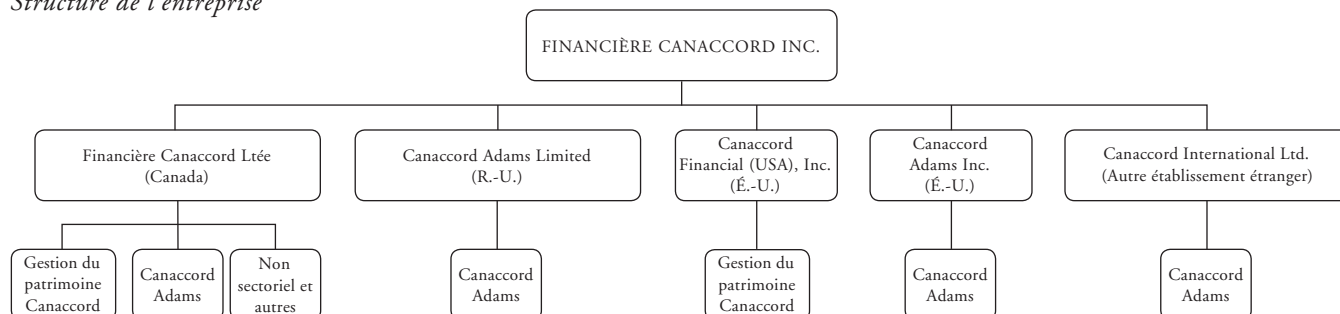 Structure de l'entreprise
FINANCIÈRE CANACCORD INC.
Financière Canaccord Ltée
(Canada)
Canaccord Adams Limited
(R.-U.)
Canaccord
Financial (USA), Inc.
(É.-U.)
Canaccord
Adams Inc.
(É.-U.)
Canaccord International Ltd.
(Autre établissement étranger)
Gestion du
patrimoine
Canaccord
Canaccord
Adams
Non
sectoriel et
autres
Canaccord
Adams
Gestion du
patrimoine
Canaccord
Canaccord
Adams
Canaccord
Adams